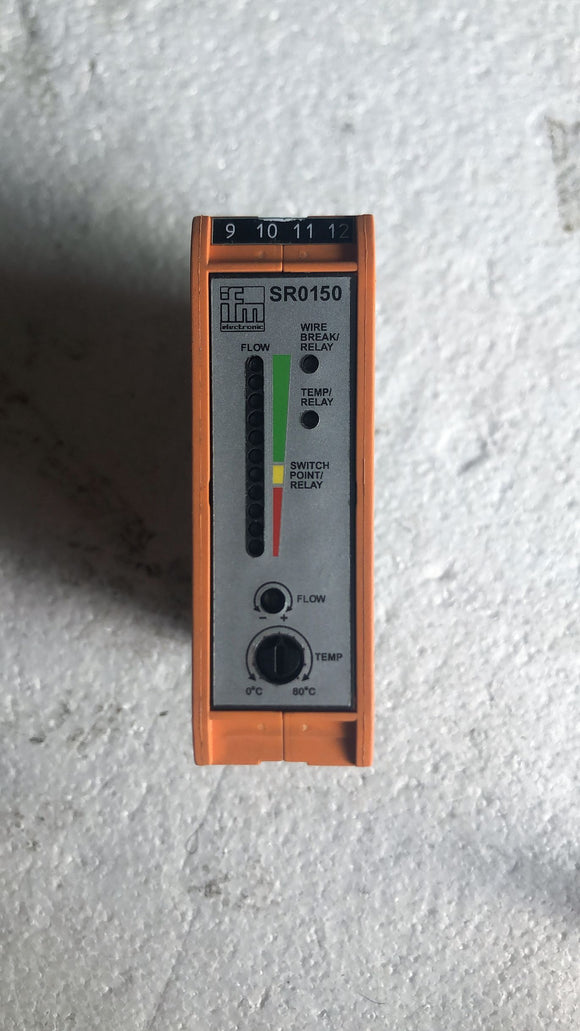 9 10 11 12
ifm
electronic
SR0150
WIRE
BREAK/
RELAY
FLOW
TEMP/
RELAY
SWITCH
POINT/
RELAY
FLOW
- +
TEMP
0°C 80°C